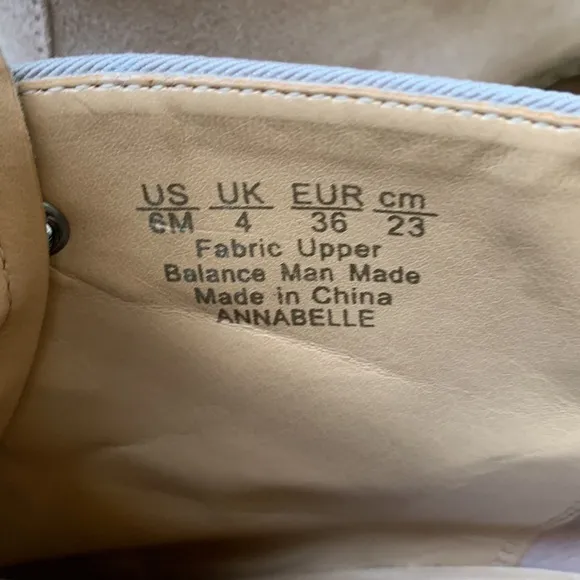 US UK EUR cm
6M 4 36 23
Fabric Upper
Balance Man Made
Made in China
ANNABELLE